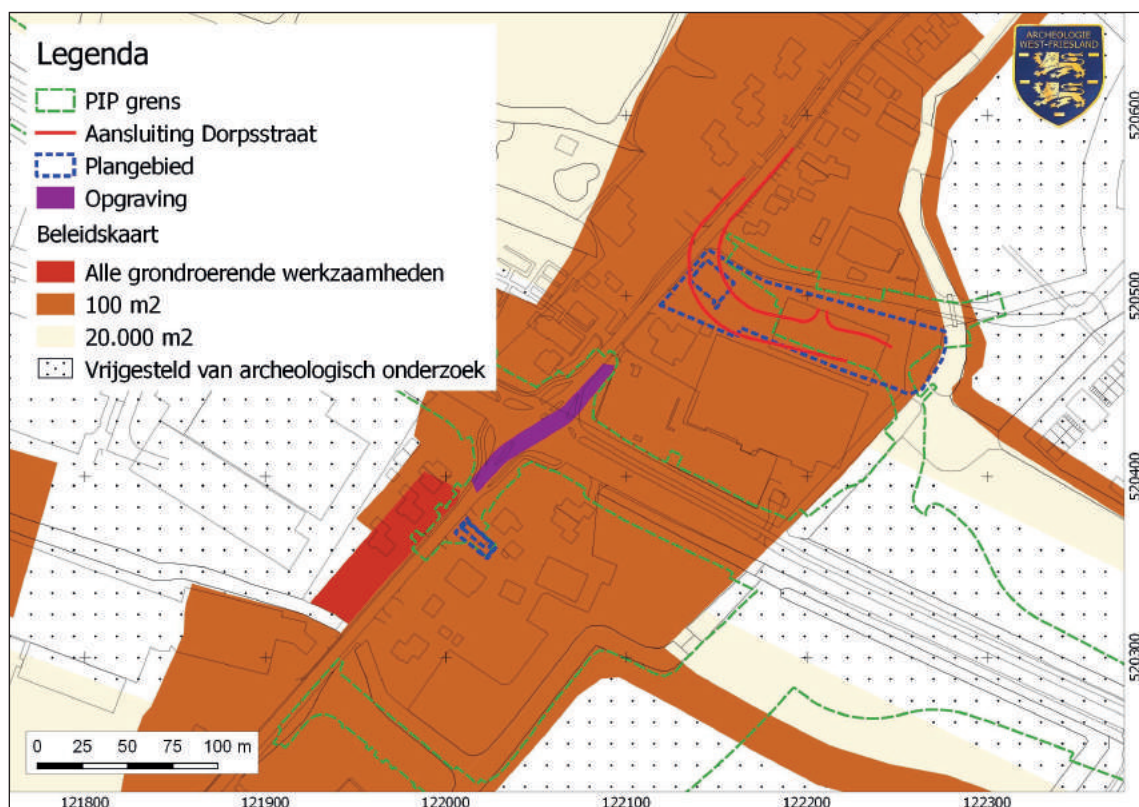 Legenda
PIP grens
Aansluiting Dorpsstraat
Plangebied
Opgraving
Beleidskaart
Alle grondroerende werkzaamheden
100 m2
20.000 m2
Vrijgesteld van archeologisch onderzoek
ARCHEOLOGIE
WEST-FRIESLAND
520600
520500
520400
520300
0 25 50 75 100 m
121800 121900 122000 122100 122200 122300